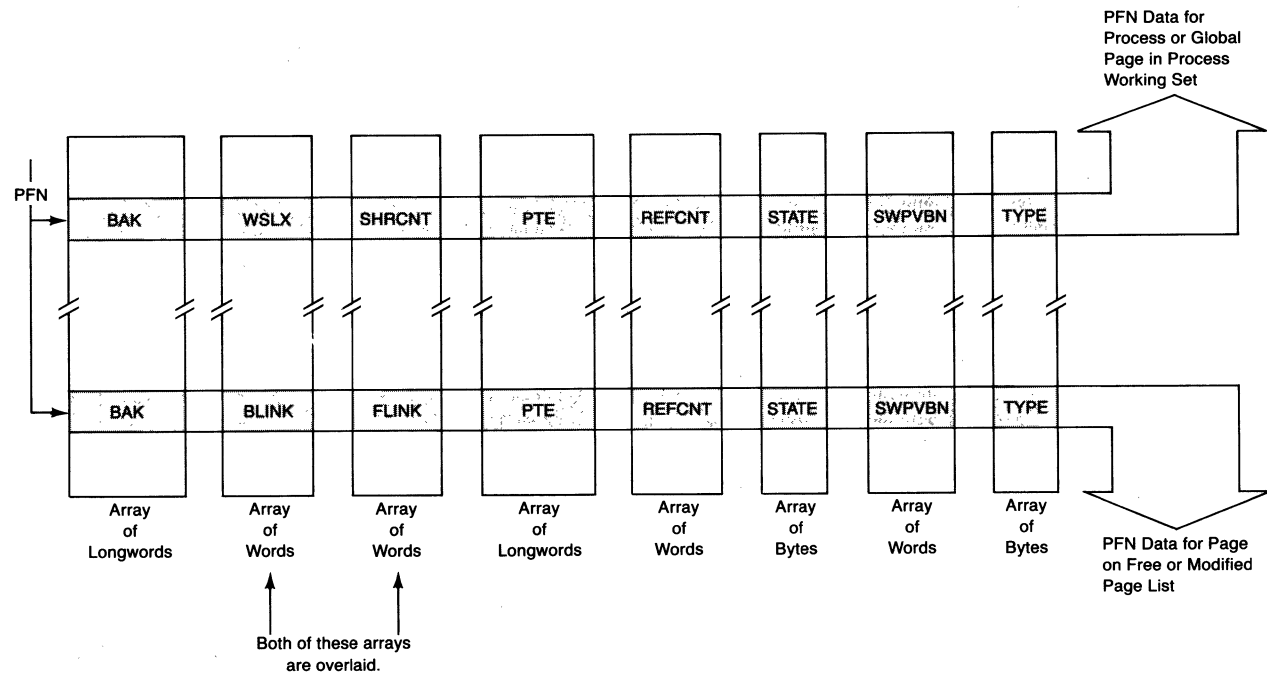 PFN Data for
Process or Global
Page in Process
Working Set
PFN
BAK WSLX SHRCNT PTE REFCNT STATE SWPVBN TYPE
BAK BLINK FLINK PTE REFCNT STATE SWPVBN TYPE
Array
of
Longwords
Array
of
Words
Array
of
Words
Array
of
Longwords
Array
of
Words
Array
of
Bytes
Array
of
Words
Array
of
Bytes
PFN Data for Page
on Free or Modified
Page List
Both of these arrays
are overlaid.